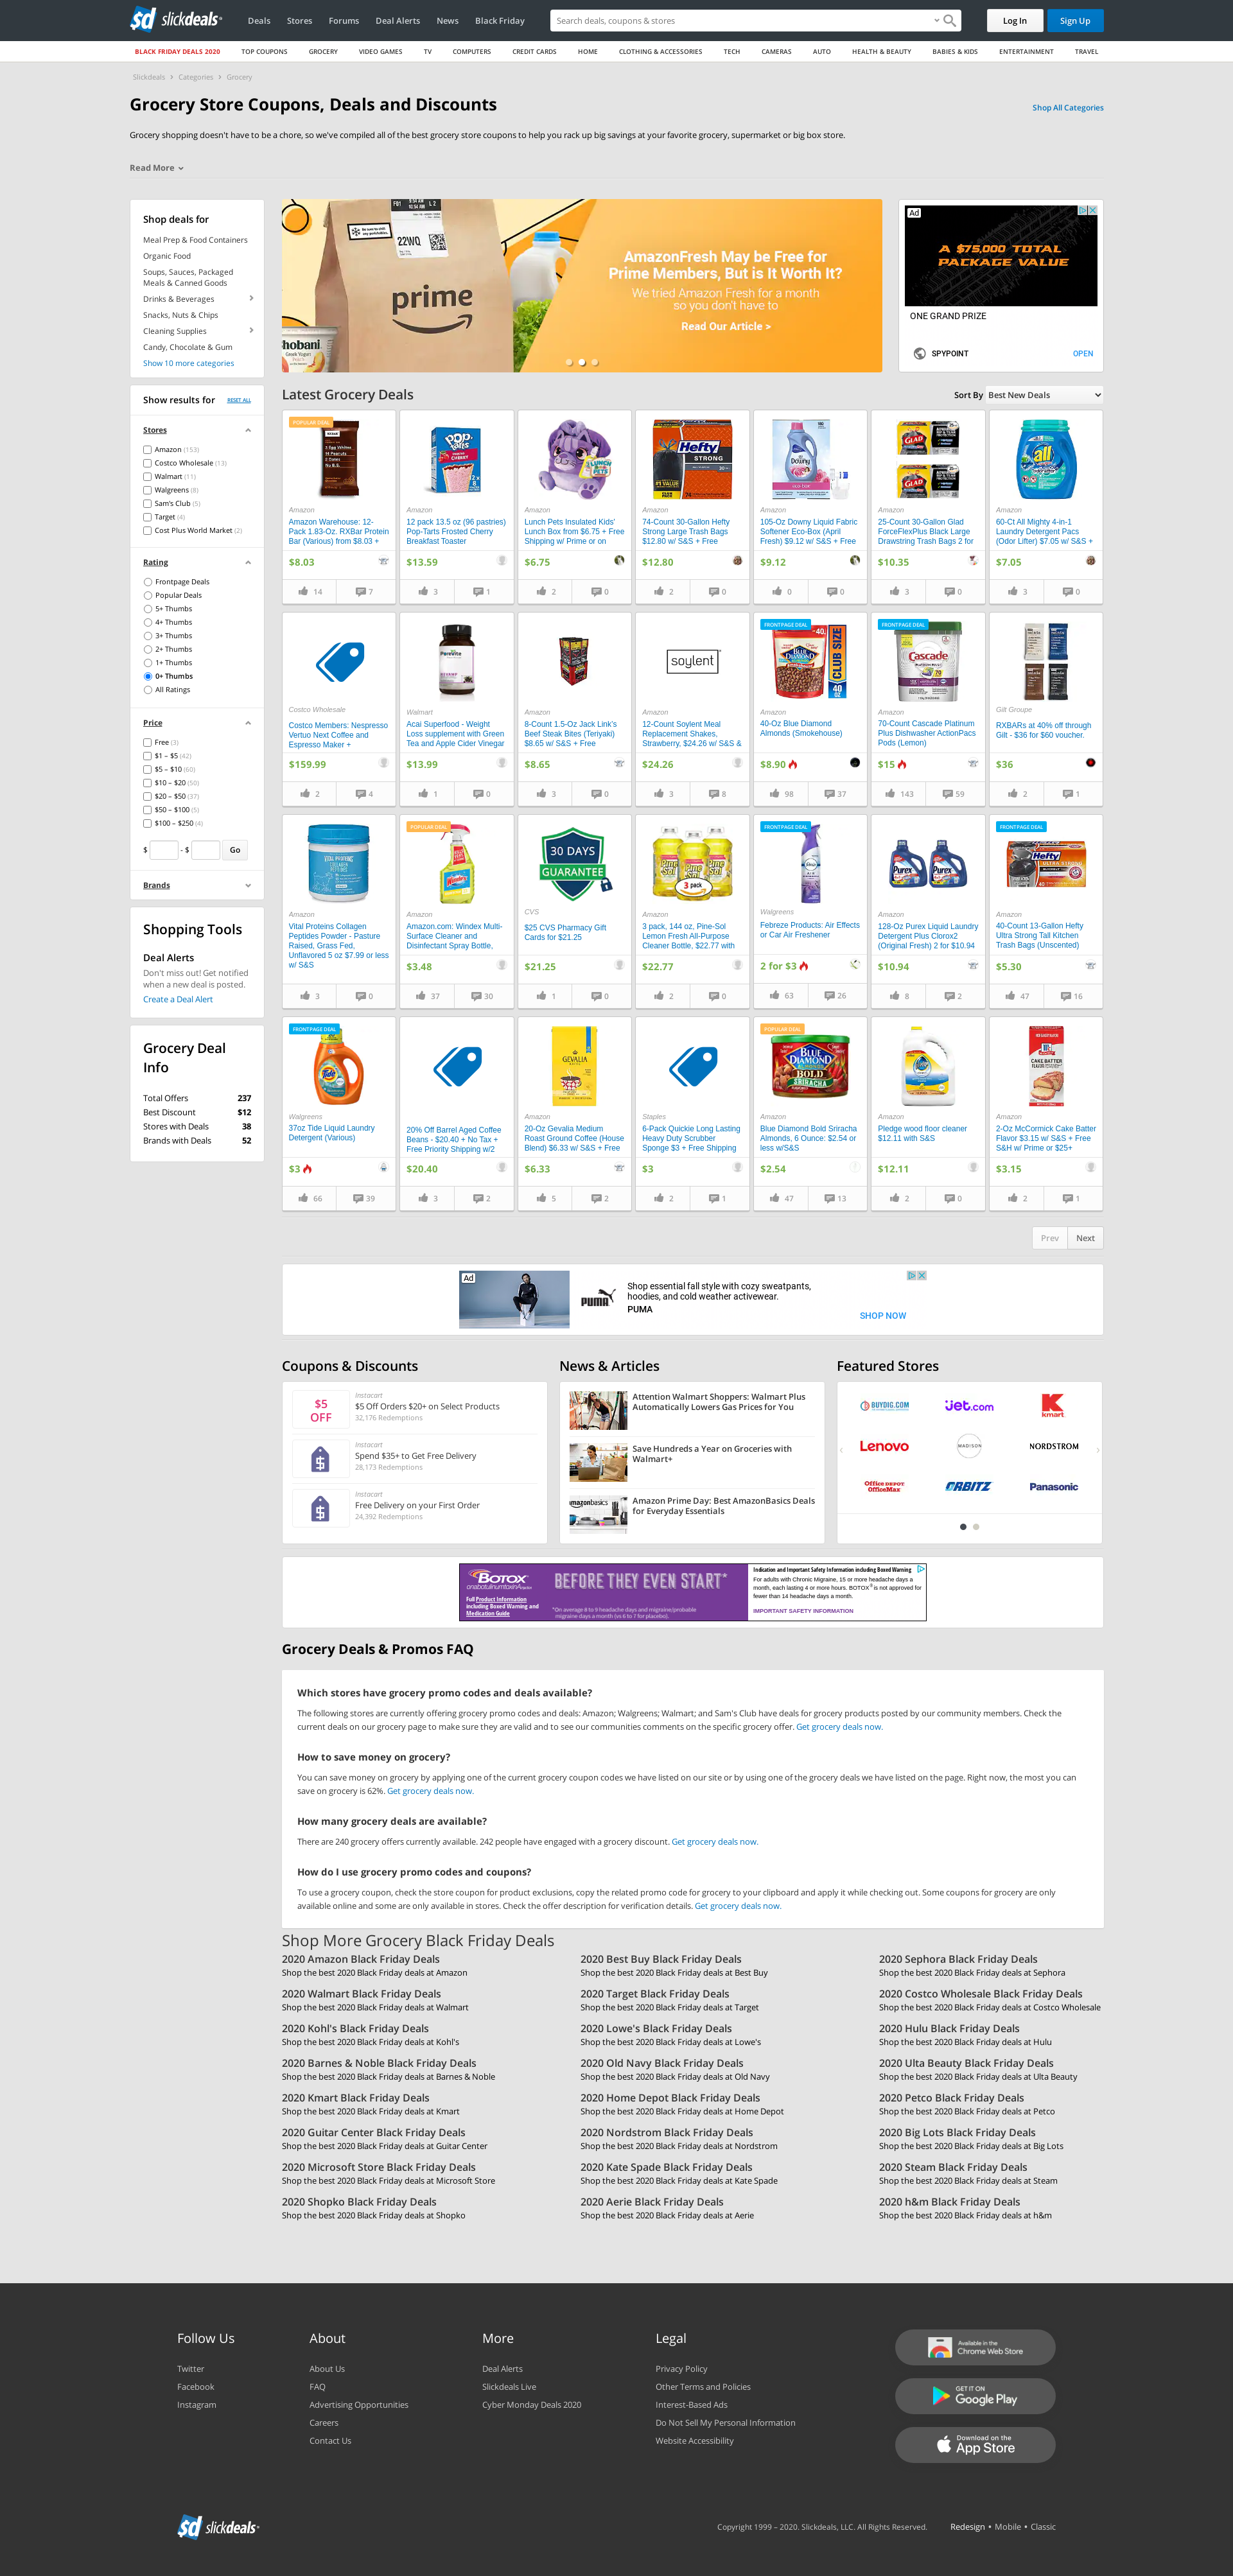 slickdeals
Deals
Stores
Forums
Deal Alerts
News
Black Friday
Search deals, coupons & stores
Log In
Sign Up
BLACK FRIDAY DEALS 2020
TOP COUPONS
GROCERY
VIDEO GAMES
TV
COMPUTERS
CREDIT CARDS
HOME
CLOTHING & ACCESSORIES
TECH
CAMERAS
AUTO
HEALTH & BEAUTY
BABIES & KIDS
ENTERTAINMENT
TRAVEL
Slickdeals > Categories > Grocery
Grocery Store Coupons, Deals and Discounts
Shop All Categories
Grocery shopping doesn't have to be a chore, so we've compiled all of the best grocery store coupons to help you rack up big savings at your favorite grocery, supermarket or big box store.
Read More
Shop deals for
Meal Prep & Food Containers
Organic Food
Soups, Sauces, Packaged
Meals & Canned Goods
Drinks & Beverages
Snacks, Nuts & Chips
Cleaning Supplies
Candy, Chocolate & Gum
Show 10 more categories
Show results for
RESET ALL
Stores
Amazon (153)
Costco Wholesale (13)
Walmart (11)
Walgreens (8)
Sam's Club (5)
Target (4)
Cost Plus World Market (2)
Rating
Frontpage Deals
Popular Deals
5+ Thumbs
4+ Thumbs
3+ Thumbs
2+ Thumbs
1+ Thumbs
0+ Thumbs
All Ratings
Price
Free (3)
$1 – $5 (42)
$5 – $10 (60)
$10 – $20 (50)
$20 – $50 (37)
$50 – $100 (5)
$100 – $250 (4)
$ - $ Go
Brands
Shopping Tools
Deal Alerts
Don't miss out! Get notified
when a new deal is posted.
Create a Deal Alert
Grocery Deal
Info
Total Offers 237
Best Discount $12
Stores with Deals 38
Brands with Deals 52
22WQ
prime
hobani
AmazonFresh May be Free for
Prime Members, But is it Worth It?
We tried Amazon Fresh for a month
so you don't have to
Read Our Article >
Ad
A $75,000 TOTAL
PACKAGE VALUE
ONE GRAND PRIZE
SPYPOINT
OPEN
Latest Grocery Deals
Sort By Best New Deals
POPULAR DEAL
Amazon
Amazon Warehouse: 12-
Pack 1.83-Oz. RXBar Protein
Bar (Various) from $8.03 +
$8.03
14
7
Amazon
12 pack 13.5 oz (96 pastries)
Pop-Tarts Frosted Cherry
Breakfast Toaster
$13.59
3
1
Amazon
Lunch Pets Insulated Kids'
Lunch Box from $6.75 + Free
Shipping w/ Prime or on
$6.75
2
0
Hefty
STRONG
Amazon
74-Count 30-Gallon Hefty
Strong Large Trash Bags
$12.80 w/ S&S + Free
$12.80
2
0
Downy
Amazon
105-Oz Downy Liquid Fabric
Softener Eco-Box (April
Fresh) $9.12 w/ S&S + Free
$9.12
0
0
GLAD
GLAD
Amazon
25-Count 30-Gallon Glad
ForceFlexPlus Black Large
Drawstring Trash Bags 2 for
$10.35
3
0
all
Amazon
60-Ct All Mighty 4-in-1
Laundry Detergent Pacs
(Odor Lifter) $7.05 w/ S&S +
$7.05
3
0
Costco Wholesale
Costco Members: Nespresso
Vertuo Next Coffee and
Espresso Maker +
$159.99
2
4
Walmart
Acai Superfood - Weight
Loss supplement with Green
Tea and Apple Cider Vinegar
$13.99
1
0
Amazon
8-Count 1.5-Oz Jack Link's
Beef Steak Bites (Teriyaki)
$8.65 w/ S&S + Free
$8.65
3
0
soylent
Amazon
12-Count Soylent Meal
Replacement Shakes,
Strawberry, $24.26 w/ S&S &
$24.26
3
8
FRONTPAGE DEAL
BLUE DIAMOND
CLUB SIZE
40 OZ
Amazon
40-Oz Blue Diamond
Almonds (Smokehouse)
$8.90
98
37
FRONTPAGE DEAL
Cascade
Amazon
70-Count Cascade Platinum
Plus Dishwasher ActionPacs
Pods (Lemon)
$15
143
59
Gilt Groupe
RXBARs at 40% off through
Gilt - $36 for $60 voucher.
$36
2
1
VITAL PROTEINS
COLLAGEN
PEPTIDES
Amazon
Vital Proteins Collagen
Peptides Powder - Pasture
Raised, Grass Fed,
Unflavored 5 oz $7.99 or less
w/ S&S
3
0
POPULAR DEAL
Windex
Amazon
Amazon.com: Windex Multi-
Surface Cleaner and
Disinfectant Spray Bottle,
$3.48
37
30
30 DAYS
GUARANTEE
CVS
$25 CVS Pharmacy Gift
Cards for $21.25
$21.25
1
0
3 pack
Amazon
3 pack, 144 oz, Pine-Sol
Lemon Fresh All-Purpose
Cleaner Bottle, $22.77 with
$22.77
2
0
FRONTPAGE DEAL
Walgreens
Febreze Products: Air Effects
or Car Air Freshener
2 for $3
63
26
Purex
Purex
Amazon
128-Oz Purex Liquid Laundry
Detergent Plus Clorox2
(Original Fresh) 2 for $10.94
$10.94
8
2
FRONTPAGE DEAL
Hefty
ULTRA STRONG
Amazon
40-Count 13-Gallon Hefty
Ultra Strong Tall Kitchen
Trash Bags (Unscented)
$5.30
47
16
FRONTPAGE DEAL
Tide
Walgreens
37oz Tide Liquid Laundry
Detergent (Various)
$3
66
39
20% Off Barrel Aged Coffee
Beans - $20.40 + No Tax +
Free Priority Shipping w/2
$20.40
3
2
GEVALIA
Amazon
20-Oz Gevalia Medium
Roast Ground Coffee (House
Blend) $6.33 w/ S&S + Free
$6.33
5
2
Staples
6-Pack Quickie Long Lasting
Heavy Duty Scrubber
Sponge $3 + Free Shipping
$3
2
1
POPULAR DEAL
BLUE DIAMOND
BOLD
SRIRACHA
Amazon
Blue Diamond Bold Sriracha
Almonds, 6 Ounce: $2.54 or
less w/S&S
$2.54
47
13
Amazon
Pledge wood floor cleaner
$12.11 with S&S
$12.11
2
0
CAKE BATTER
FLAVOR
Amazon
2-Oz McCormick Cake Batter
Flavor $3.15 w/ S&S + Free
S&H w/ Prime or $25+
$3.15
2
1
Prev
Next
Ad
PUMA
Shop essential fall style with cozy sweatpants,
hoodies, and cold weather activewear.
PUMA
SHOP NOW
Coupons & Discounts
$5
OFF
Instacart
$5 Off Orders $20+ on Select Products
32,176 Redemptions
Instacart
Spend $35+ to Get Free Delivery
28,173 Redemptions
Instacart
Free Delivery on your First Order
24,392 Redemptions
News & Articles
Attention Walmart Shoppers: Walmart Plus
Automatically Lowers Gas Prices for You
Save Hundreds a Year on Groceries with
Walmart+
amazonbasics
Amazon Prime Day: Best AmazonBasics Deals
for Everyday Essentials
Featured Stores
BUYDIG.COM
Jet.com
kmart
Lenovo
MADISON
NORDSTROM
Office DEPOT
OfficeMax
ORBITZ
Panasonic
BOTOX
onabotulinumtoxinA
Full Product Information
including Boxed Warning and
Medication Guide
BEFORE THEY EVEN START*
*On average 8 to 9 headache days and migraine/probable
migraine days a month (vs 6 to 7 for placebo).
Indication and Important Safety Information including Boxed Warning
For adults with Chronic Migraine, 15 or more headache days a
month, each lasting 4 or more hours. BOTOX® is not approved for
fewer than 14 headache days a month.
IMPORTANT SAFETY INFORMATION
Grocery Deals & Promos FAQ
Which stores have grocery promo codes and deals available?
The following stores are currently offering grocery promo codes and deals: Amazon; Walgreens; Walmart; and Sam's Club have deals for grocery products posted by our community members. Check the
current deals on our grocery page to make sure they are valid and to see our communities comments on the specific grocery offer. Get grocery deals now.
How to save money on grocery?
You can save money on grocery by applying one of the current grocery coupon codes we have listed on our site or by using one of the grocery deals we have listed on the page. Right now, the most you can
save on grocery is 62%. Get grocery deals now.
How many grocery deals are available?
There are 240 grocery offers currently available. 242 people have engaged with a grocery discount. Get grocery deals now.
How do I use grocery promo codes and coupons?
To use a grocery coupon, check the store coupon for product exclusions, copy the related promo code for grocery to your clipboard and apply it while checking out. Some coupons for grocery are only
available online and some are only available in stores. Check the offer description for verification details. Get grocery deals now.
Shop More Grocery Black Friday Deals
2020 Amazon Black Friday Deals
Shop the best 2020 Black Friday deals at Amazon
2020 Best Buy Black Friday Deals
Shop the best 2020 Black Friday deals at Best Buy
2020 Sephora Black Friday Deals
Shop the best 2020 Black Friday deals at Sephora
2020 Walmart Black Friday Deals
Shop the best 2020 Black Friday deals at Walmart
2020 Target Black Friday Deals
Shop the best 2020 Black Friday deals at Target
2020 Costco Wholesale Black Friday Deals
Shop the best 2020 Black Friday deals at Costco Wholesale
2020 Kohl's Black Friday Deals
Shop the best 2020 Black Friday deals at Kohl's
2020 Lowe's Black Friday Deals
Shop the best 2020 Black Friday deals at Lowe's
2020 Hulu Black Friday Deals
Shop the best 2020 Black Friday deals at Hulu
2020 Barnes & Noble Black Friday Deals
Shop the best 2020 Black Friday deals at Barnes & Noble
2020 Old Navy Black Friday Deals
Shop the best 2020 Black Friday deals at Old Navy
2020 Ulta Beauty Black Friday Deals
Shop the best 2020 Black Friday deals at Ulta Beauty
2020 Kmart Black Friday Deals
Shop the best 2020 Black Friday deals at Kmart
2020 Home Depot Black Friday Deals
Shop the best 2020 Black Friday deals at Home Depot
2020 Petco Black Friday Deals
Shop the best 2020 Black Friday deals at Petco
2020 Guitar Center Black Friday Deals
Shop the best 2020 Black Friday deals at Guitar Center
2020 Nordstrom Black Friday Deals
Shop the best 2020 Black Friday deals at Nordstrom
2020 Big Lots Black Friday Deals
Shop the best 2020 Black Friday deals at Big Lots
2020 Microsoft Store Black Friday Deals
Shop the best 2020 Black Friday deals at Microsoft Store
2020 Kate Spade Black Friday Deals
Shop the best 2020 Black Friday deals at Kate Spade
2020 Steam Black Friday Deals
Shop the best 2020 Black Friday deals at Steam
2020 Shopko Black Friday Deals
Shop the best 2020 Black Friday deals at Shopko
2020 Aerie Black Friday Deals
Shop the best 2020 Black Friday deals at Aerie
2020 h&m Black Friday Deals
Shop the best 2020 Black Friday deals at h&m
Follow Us
Twitter
Facebook
Instagram
About
About Us
FAQ
Advertising Opportunities
Careers
Contact Us
More
Deal Alerts
Slickdeals Live
Cyber Monday Deals 2020
Legal
Privacy Policy
Other Terms and Policies
Interest-Based Ads
Do Not Sell My Personal Information
Website Accessibility
Available in the
Chrome Web Store
GET IT ON
Google Play
Download on the
App Store
slickdeals
Copyright 1999 – 2020. Slickdeals, LLC. All Rights Reserved.
Redesign • Mobile • Classic